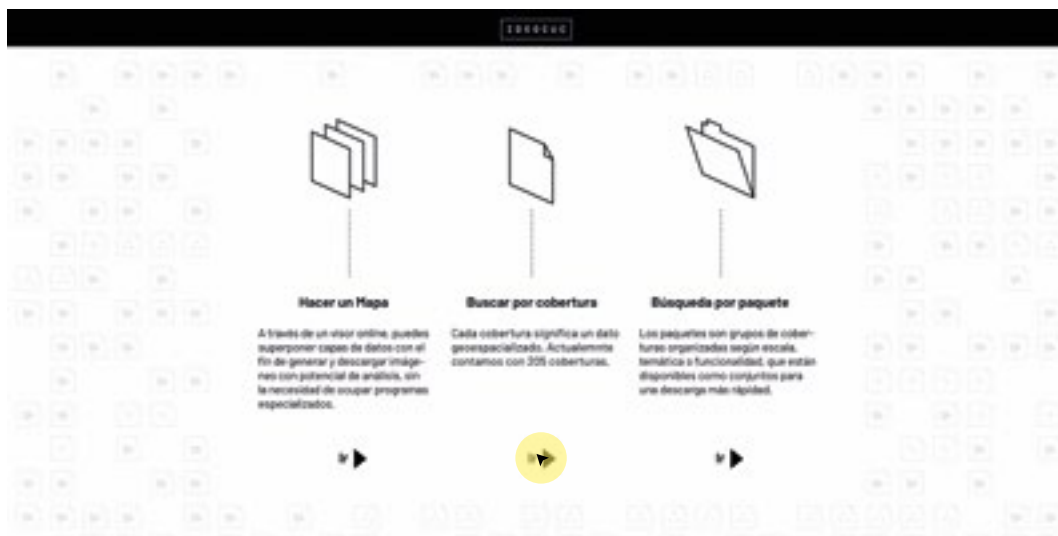 Hacer un Mapa
A través de un visor online, puedes
superponer capas de datos con el
fin de generar y descargar imáge-
nes con potencial de análisis, sin
la necesidad de ocupar programas
especializados.
Ir
Buscar por cobertura
Cada cobertura significa un dato
geoespacializado. Actualemnte
contamos con 205 coberturas.
Ir
Búsqueda por paquete
Los paquetes son grupos de cober-
turas organizadas según escala,
temática o funcionalidad, que están
disponibles como conjuntos para
una descarga más rápida.
Ir